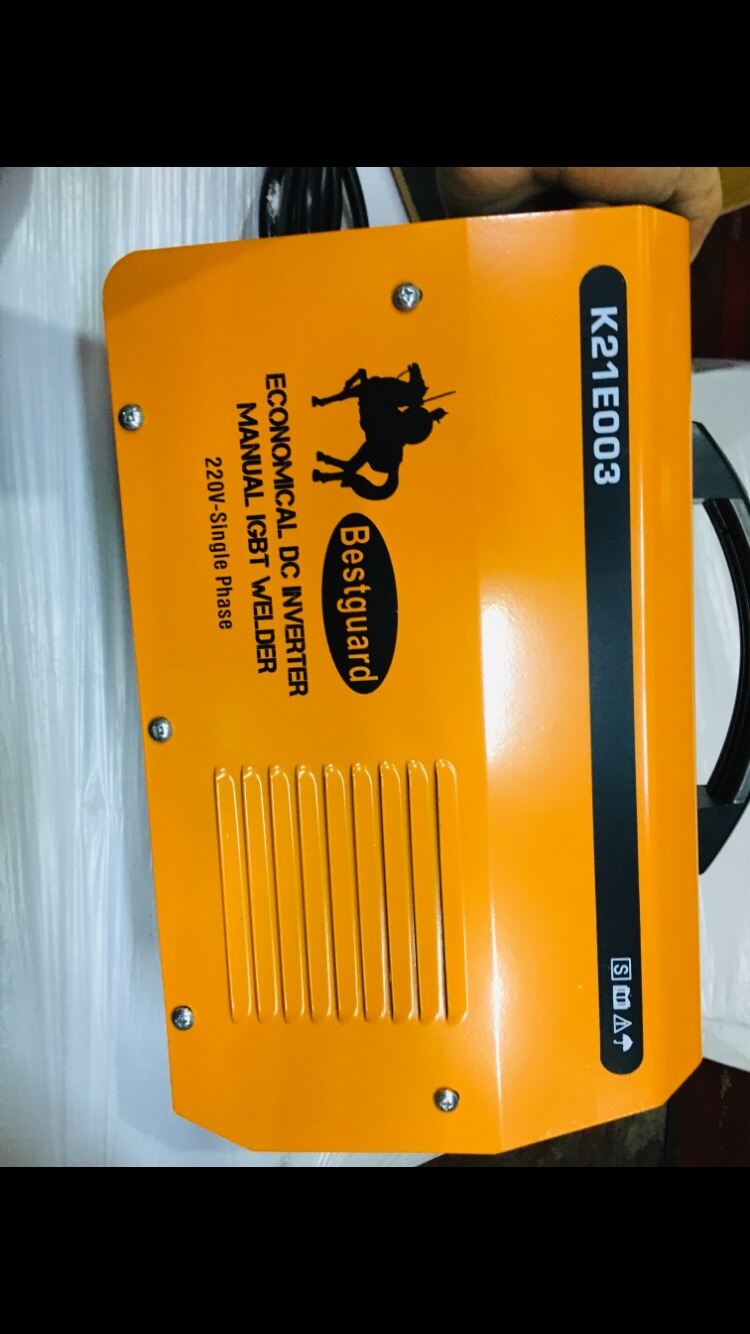 K21E003
S
Bestguard
ECONOMICAL DC INVERTER
MANUAL IGBT WELDER
220V-Single Phase